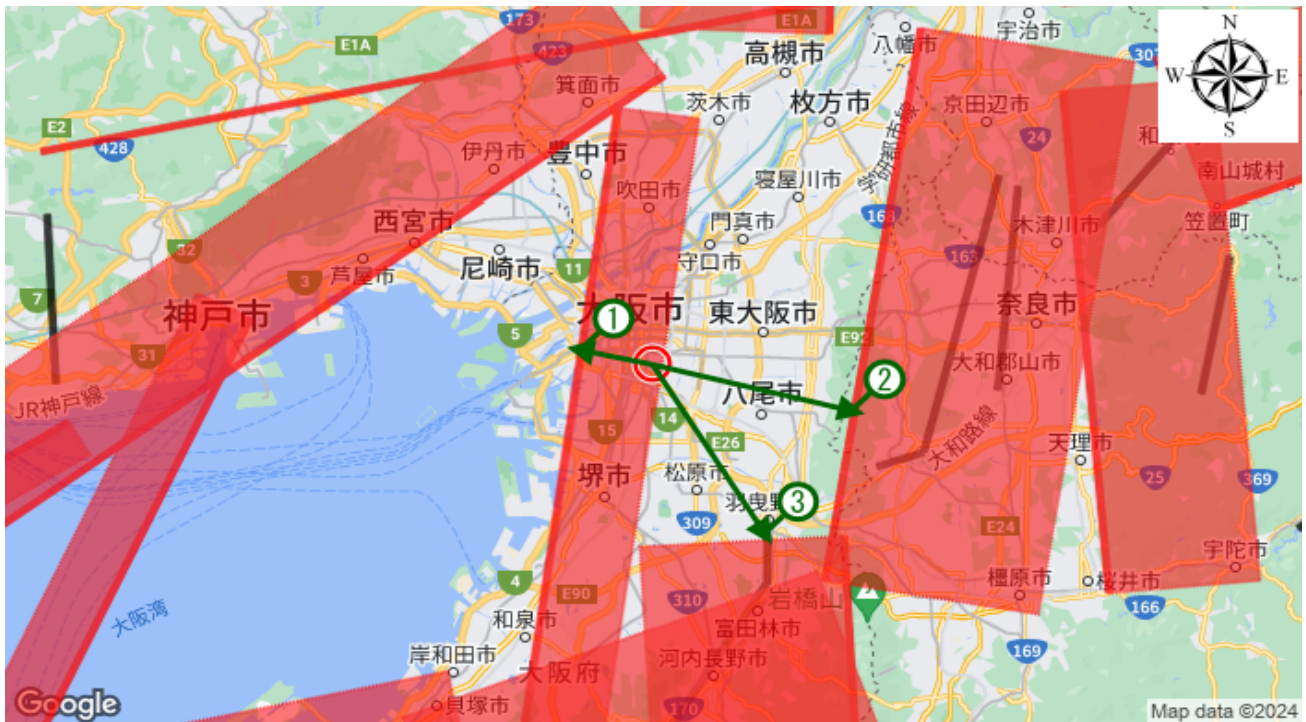 173
E1A
E1A
八幡市
宇治市
423
高槻市
307
N
W
E
S
箕面市
茨木市
枚方市
京田辺市
E2
428
伊丹市
豊中市
24
学研都市線
寝屋川市
吹田市
南山城村
西宮市
門真市
168
木津川市
笠置町
32
守口市
尼崎市
11
163
芦屋市
3
7
神戸市
大阪市
①
東大阪市
奈良市
5
E92
31
大和郡山市
②
JR神戸線
八尾市
14
15
E26
大和路線
天理市
松原市
25
369
堺市
羽曳野
③
309
E24
宇陀市
4
E90
310
岩橋山
橿原市
桜井市
166
大阪湾
和泉市
富田林市
169
岸和田市
大阪府
河内長野市
貝塚市
170
Google
Map data ©2024